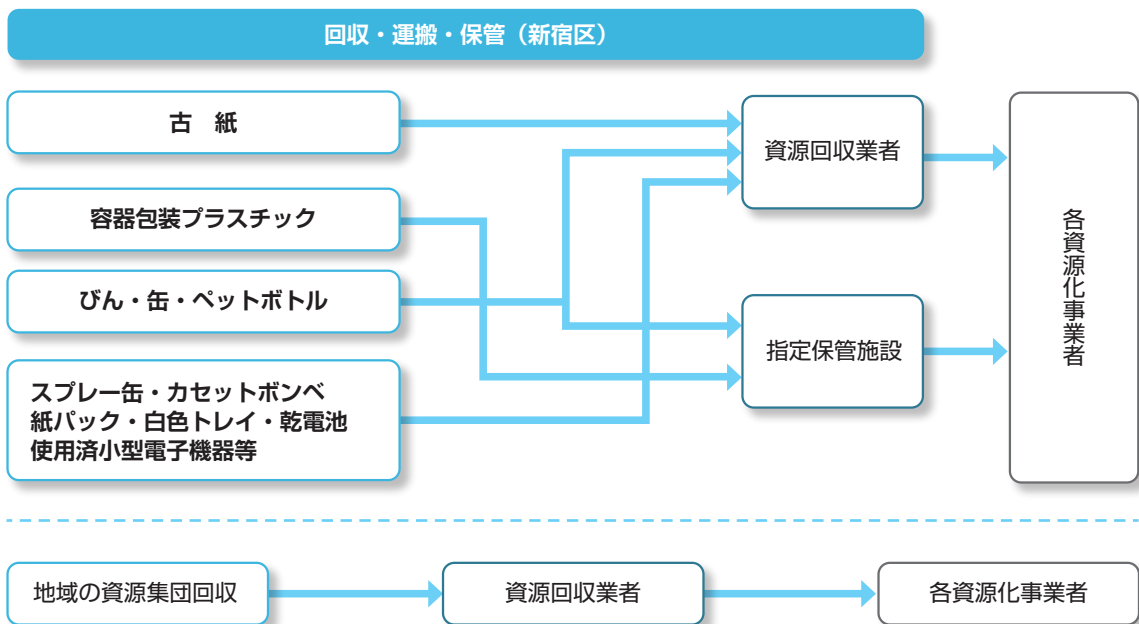 回収・運搬・保管（新宿区）
古　紙
容器包装プラスチック
びん・缶・ペットボトル
スプレー缶・カセットボンベ
紙パック・白色トレイ・乾電池
使用済小型電子機器等
資源回収業者
指定保管施設
各資源化事業者
地域の資源集団回収
資源回収業者
各資源化事業者